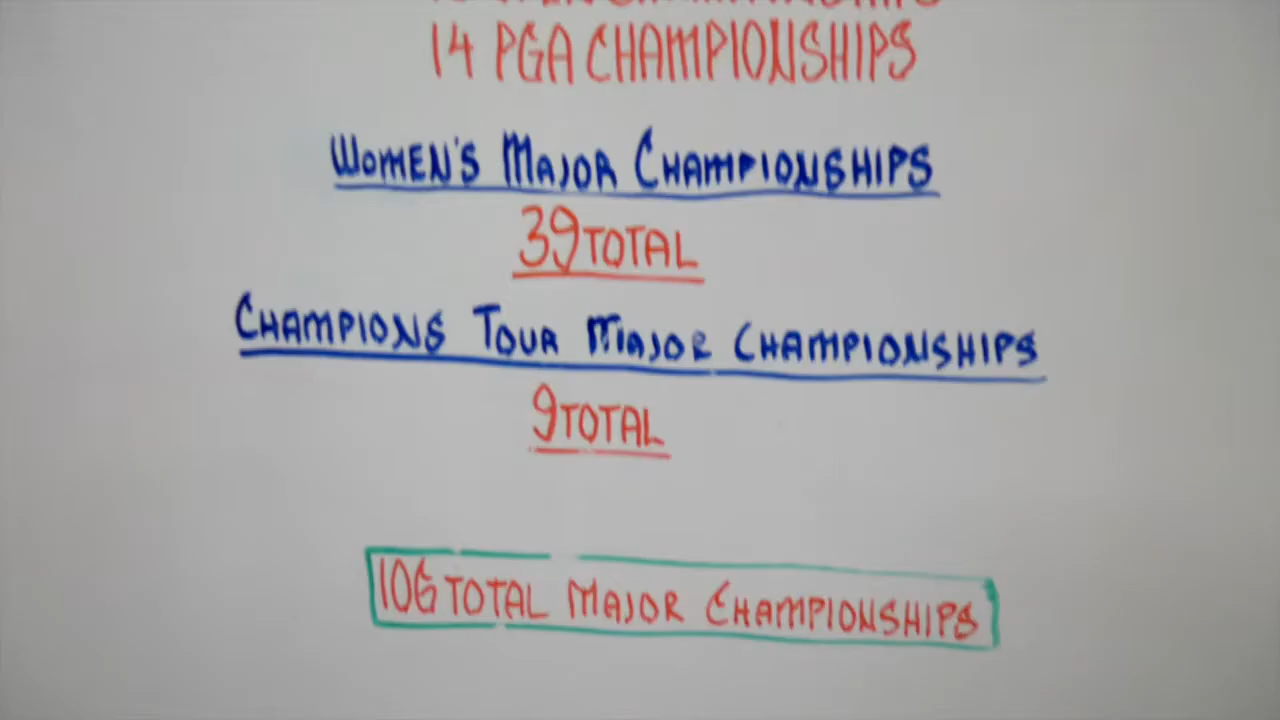 14 PGA CHAMPIONSHIPS
WOMEN'S MAJOR CHAMPIONSHIPS
39 TOTAL
CHAMPIONS TOUR MAJOR CHAMPIONSHIPS
9 TOTAL
106 TOTAL MAJOR CHAMPIONSHIPS